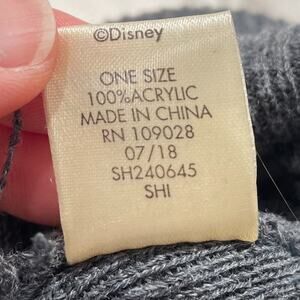 ©Disney
ONE SIZE
100%ACRYLIC
MADE IN CHINA
RN 109028
07/18
SH240645
SHI